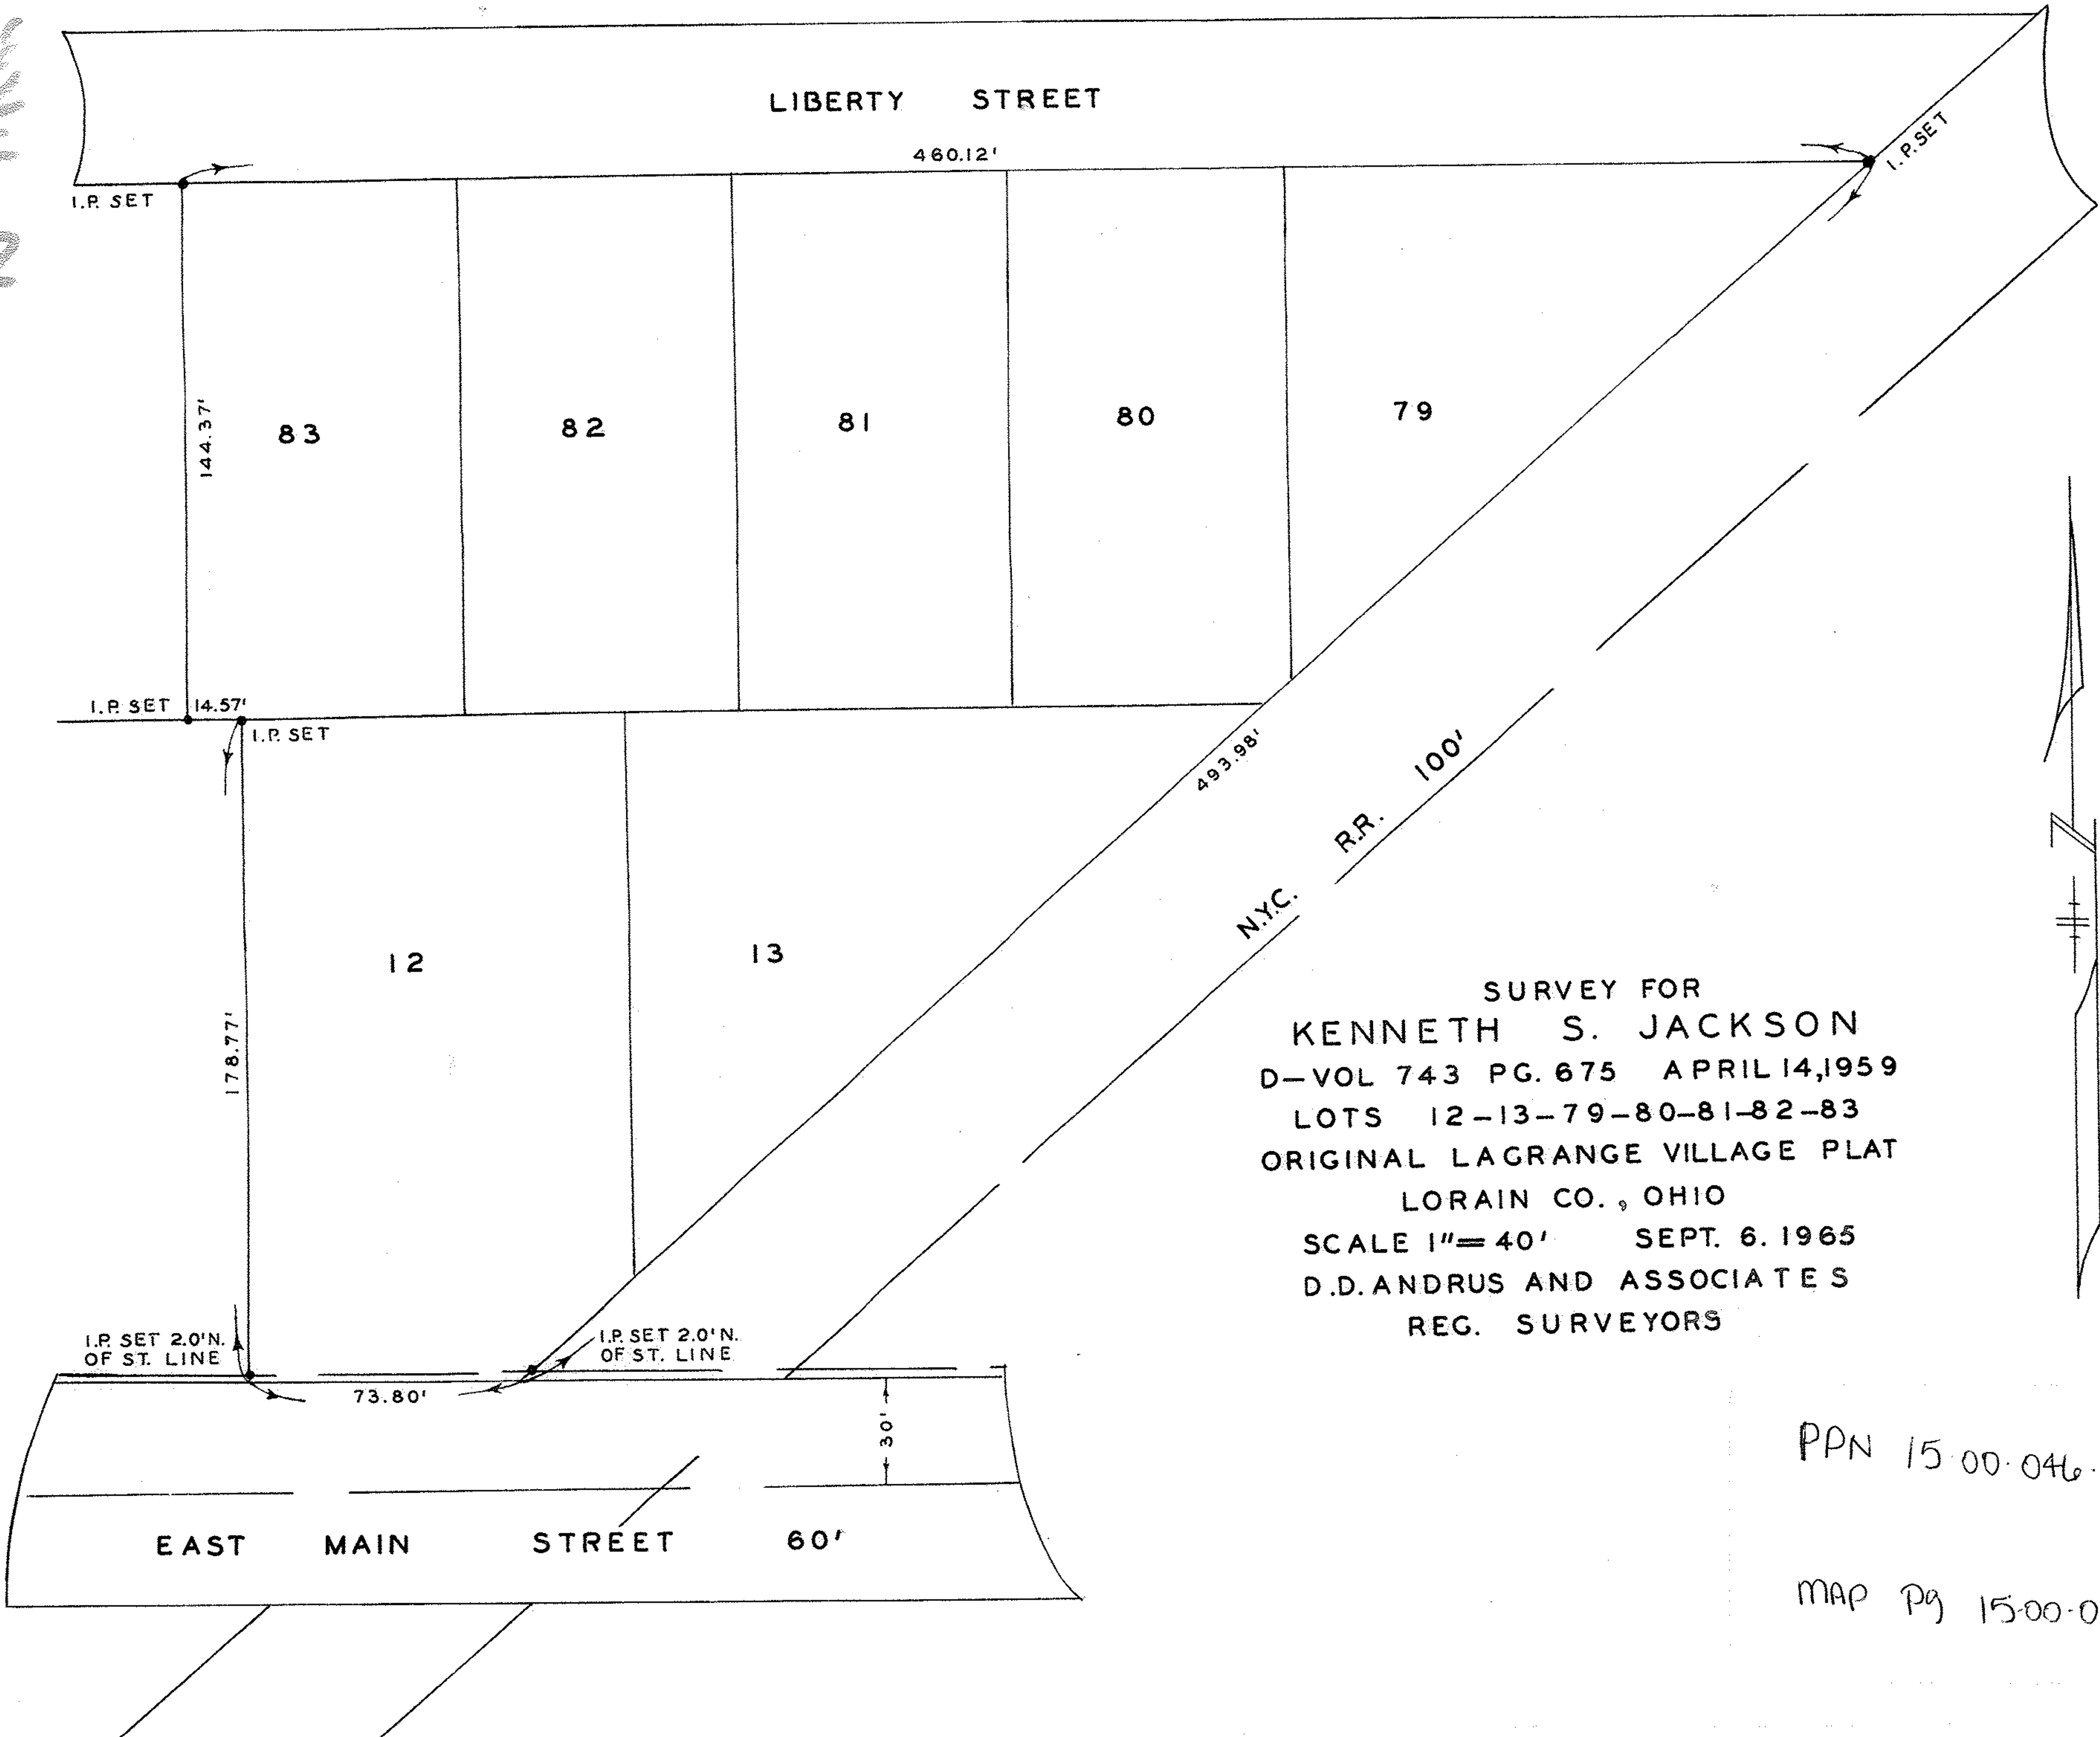 LIBERTY STREET
460.12'
I.P. SET
I.P. SET
144.37'
83
82
81
80
79
I.P. SET
14.57'
I.P. SET
493.98'
N.Y.C. R.R. 100'
178.77'
12
13
N
SURVEY FOR
KENNETH S. JACKSON
D-VOL 743 PG. 675 APRIL 14,1959
LOTS 12-13-79-80-81-82-83
ORIGINAL LAGRANGE VILLAGE PLAT
LORAIN CO., OHIO
SCALE 1"= 40' SEPT. 6. 1965
D.D. ANDRUS AND ASSOCIATES
REG. SURVEYORS
I.P. SET 2.0' N.
OF ST. LINE
I.P. SET 2.0' N.
OF ST. LINE
73.80'
30'
EAST MAIN STREET 60'
PPN 15.00.046.
MAP Pg 15-00-0